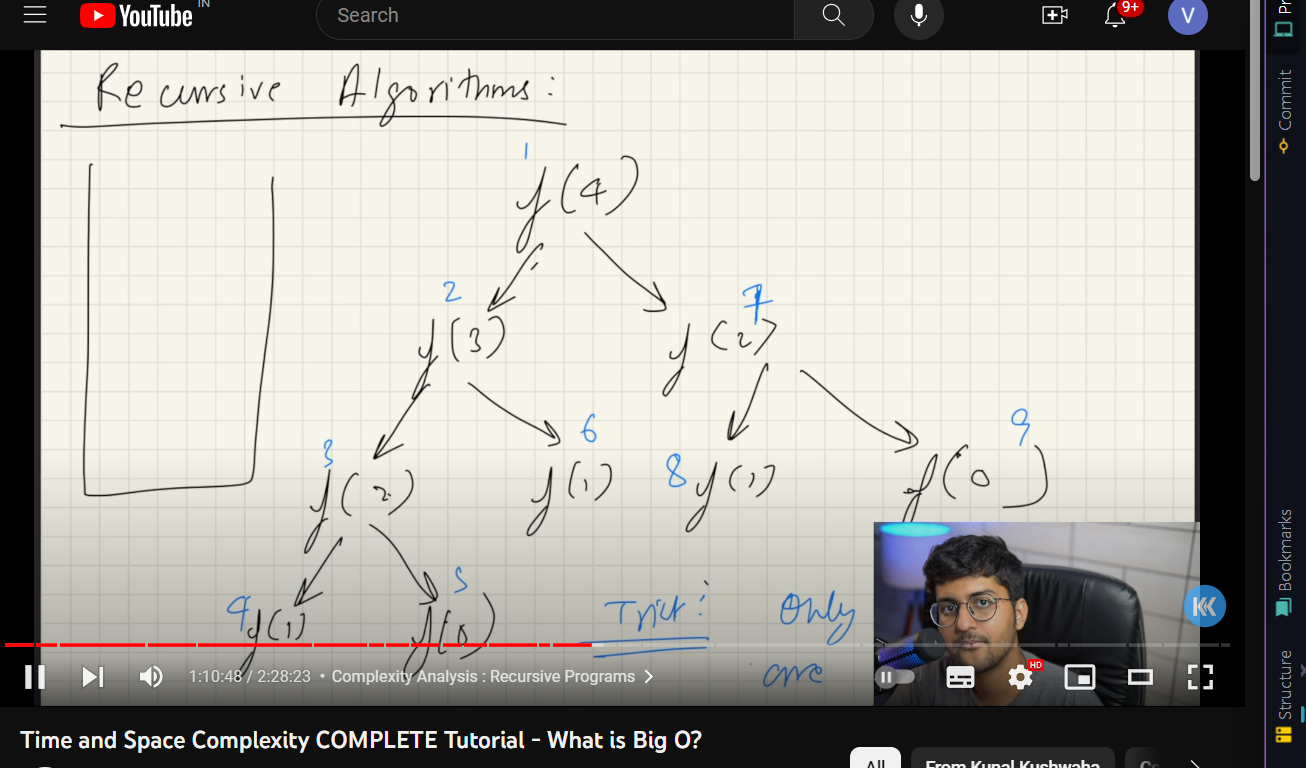 YouTube IN
Search
9+
V
Commit
Recursive Algorithms:
1
y(4)
2
7
y(3)
y(2)
3
6
9
y(2)
y(1)
8 y(1)
y(0)
4 y(1)
5
y(0)
Trick:
Only
are
1:10:48 / 2:28:23 • Complexity Analysis : Recursive Programs
HD
Bookmarks
Structure
Time and Space Complexity COMPLETE Tutorial - What is Big O?
All
From Kunal Kushwaha